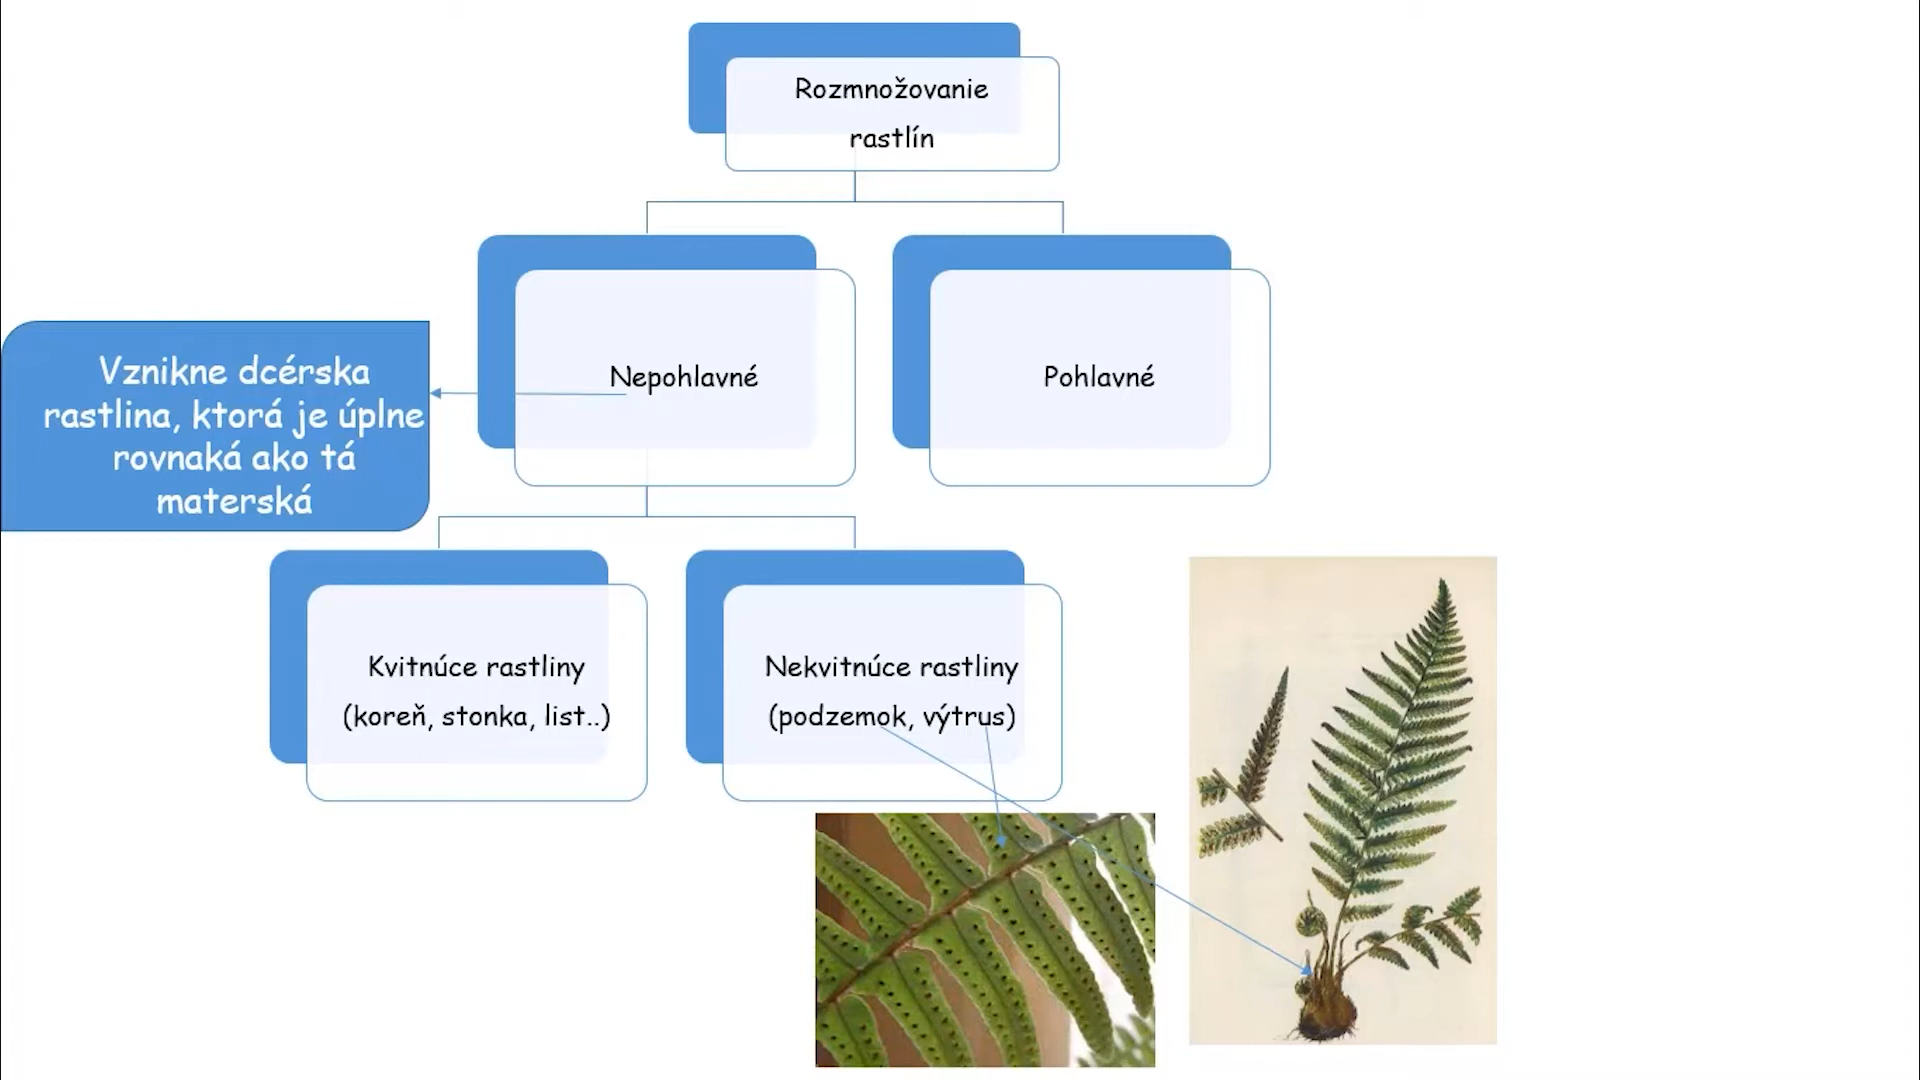 Rozmnožovanie
rastlín
Nepohlavné
Pohlavné
Vznikne dcérska
rastlina, ktorá je úplne
rovnaká ako tá
materská
Kvitnúce rastliny
(koreň, stonka, list..)
Nekvitnúce rastliny
(podzemok, výtrus)